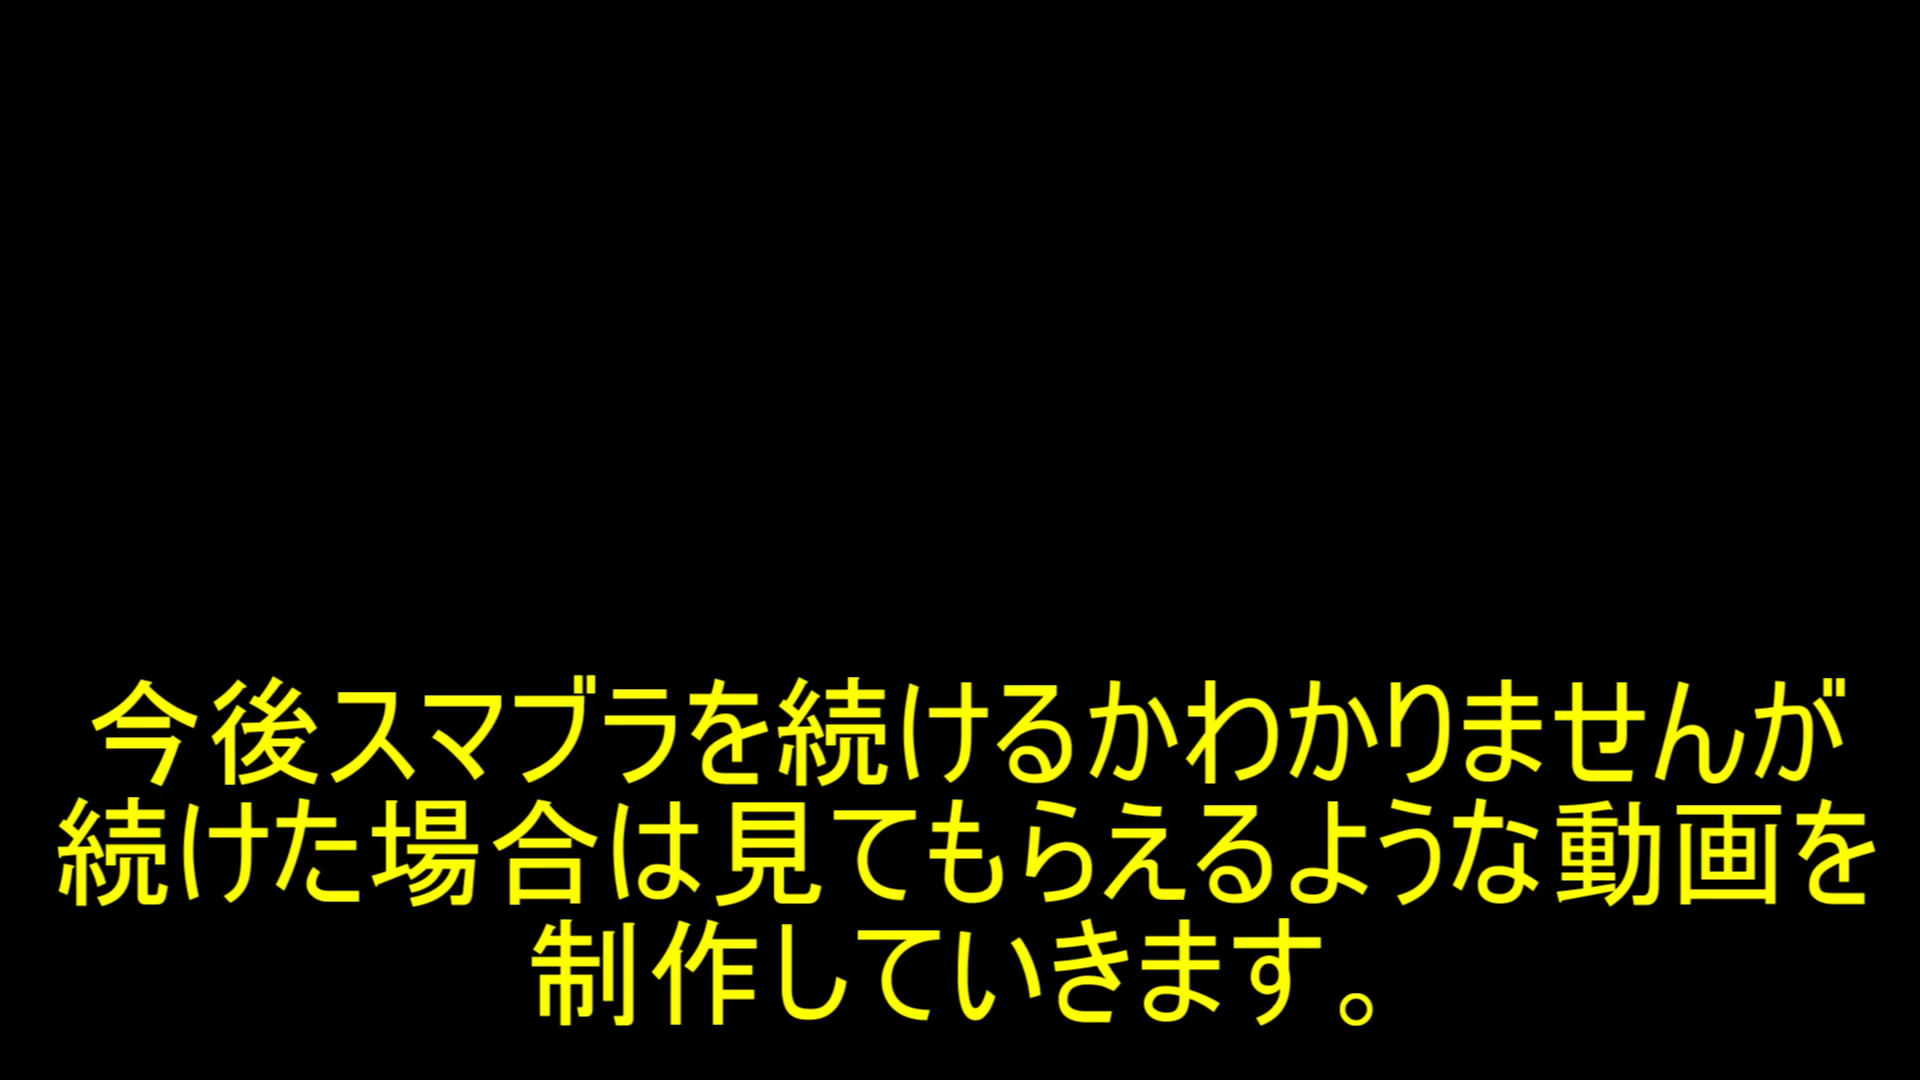 今後スマブラを続けるかわかりませんが
続けた場合は見てもらえるような動画を
制作していきます。